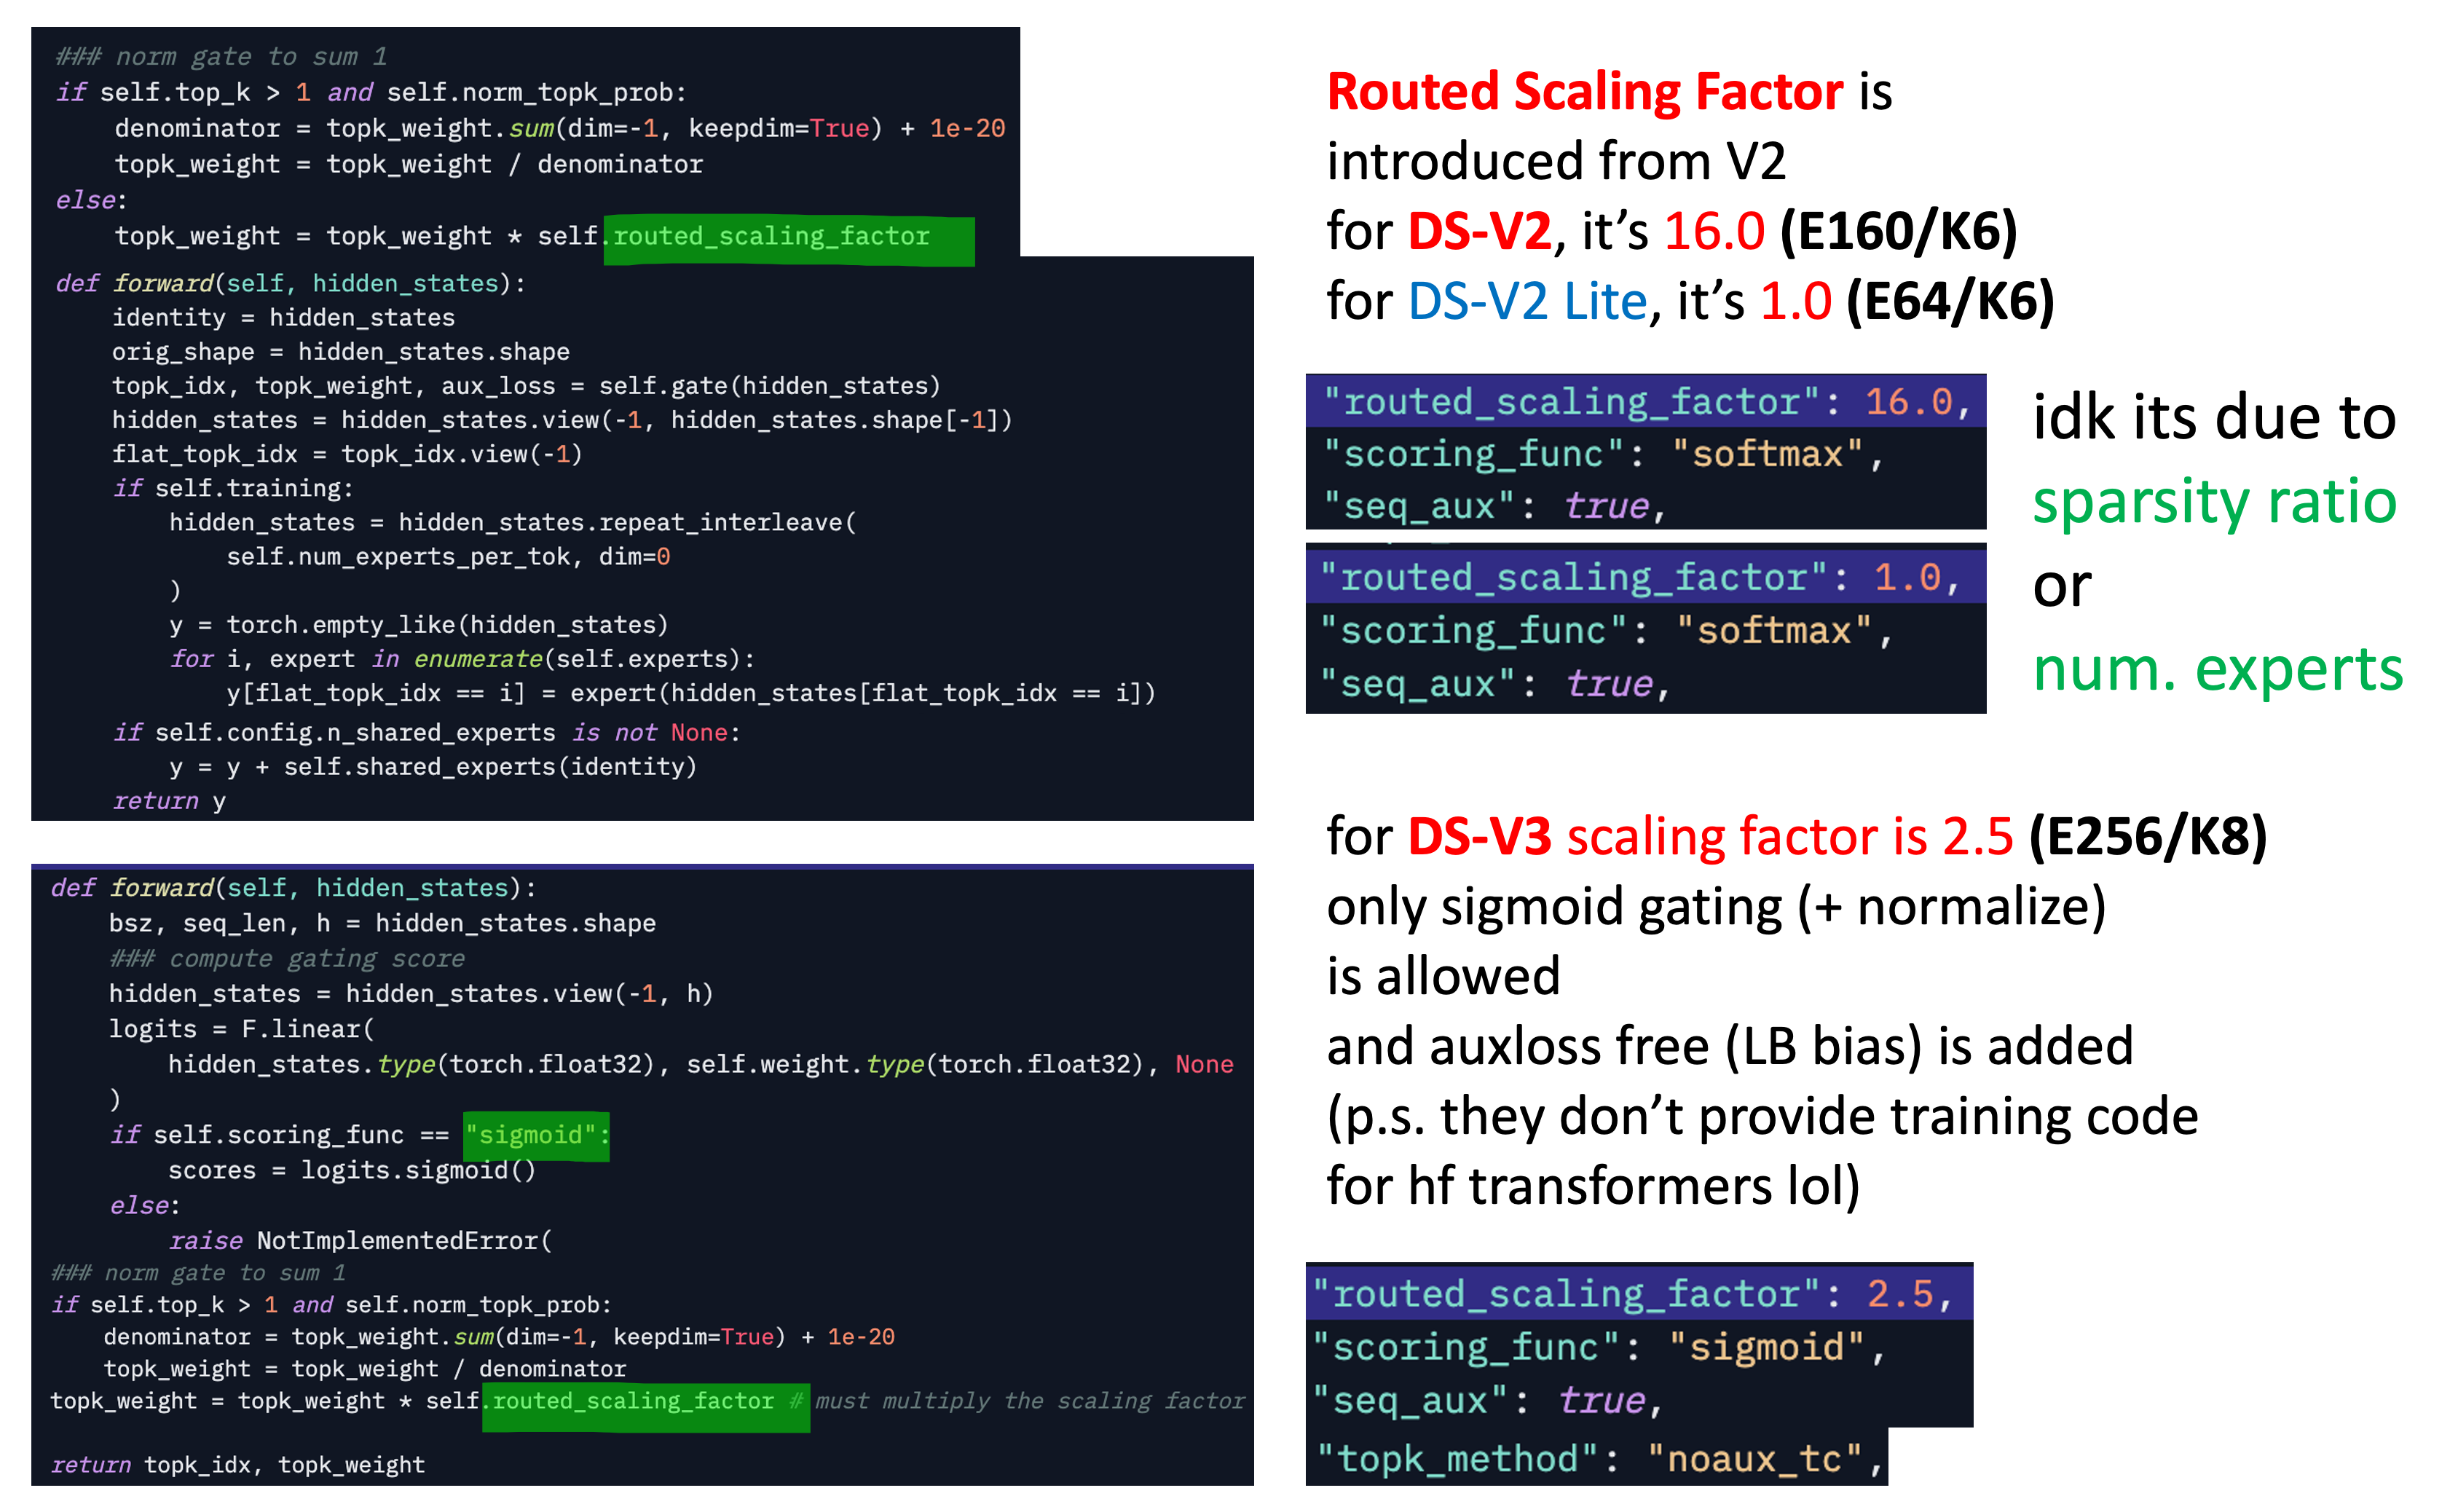 ### norm gate to sum 1
if self.top_k > 1 and self.norm_topk_prob:
    denominator = topk_weight.sum(dim=-1, keepdim=True) + 1e-20
    topk_weight = topk_weight / denominator
else:
    topk_weight = topk_weight * self.routed_scaling_factor
def forward(self, hidden_states):
    identity = hidden_states
    orig_shape = hidden_states.shape
    topk_idx, topk_weight, aux_loss = self.gate(hidden_states)
    hidden_states = hidden_states.view(-1, hidden_states.shape[-1])
    flat_topk_idx = topk_idx.view(-1)
    if self.training:
        hidden_states = hidden_states.repeat_interleave(
            self.num_experts_per_tok, dim=0
        )
        y = torch.empty_like(hidden_states)
        for i, expert in enumerate(self.experts):
            y[flat_topk_idx == i] = expert(hidden_states[flat_topk_idx == i])
    if self.config.n_shared_experts is not None:
        y = y + self.shared_experts(identity)
    return y
def forward(self, hidden_states):
    bsz, seq_len, h = hidden_states.shape
    ### compute gating score
    hidden_states = hidden_states.view(-1, h)
    logits = F.linear(
        hidden_states.type(torch.float32), self.weight.type(torch.float32), None
    )
    if self.scoring_func == "sigmoid":
        scores = logits.sigmoid()
    else:
        raise NotImplementedError(
### norm gate to sum 1
if self.top_k > 1 and self.norm_topk_prob:
    denominator = topk_weight.sum(dim=-1, keepdim=True) + 1e-20
    topk_weight = topk_weight / denominator
topk_weight = topk_weight * self.routed_scaling_factor # must multiply the scaling factor
return topk_idx, topk_weight
Routed Scaling Factor is
introduced from V2
for DS-V2, it’s 16.0 (E160/K6)
for DS-V2 Lite, it’s 1.0 (E64/K6)
"routed_scaling_factor": 16.0,
"scoring_func": "softmax",
"seq_aux": true,
"routed_scaling_factor": 1.0,
"scoring_func": "softmax",
"seq_aux": true,
idk its due to
sparsity ratio
or
num. experts
for DS-V3 scaling factor is 2.5 (E256/K8)
only sigmoid gating (+ normalize)
is allowed
and auxloss free (LB bias) is added
(p.s. they don’t provide training code
for hf transformers lol)
"routed_scaling_factor": 2.5,
"scoring_func": "sigmoid",
"seq_aux": true,
"topk_method": "noaux_tc",